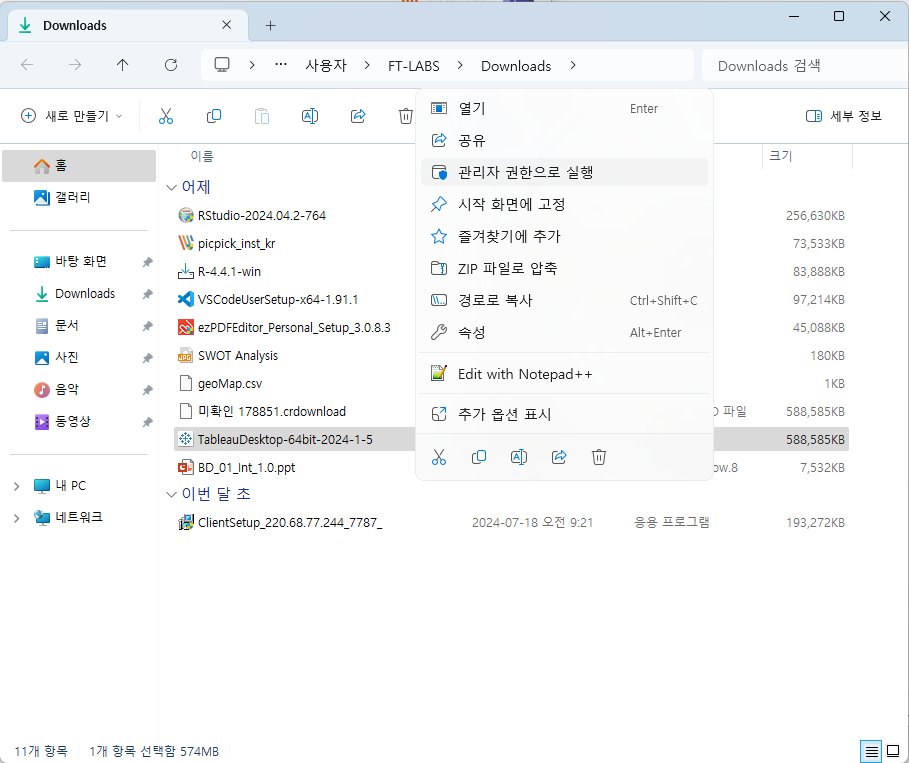 Downloads
··· 사용자 FT-LABS Downloads
Downloads 검색
새로 만들기
세부 정보
홈
갤러리
바탕 화면
Downloads
문서
사진
음악
동영상
내 PC
네트워크
이름
크기
어제
RStudio-2024.04.2-764 256,630KB
picpick_inst_kr 73,533KB
R-4.4.1-win 83,888KB
VSCodeUserSetup-x64-1.91.1 97,214KB
ezPDFEditor_Personal_Setup_3.0.8.3 45,088KB
SWOT Analysis 180KB
geoMap.csv 1KB
미확인 178851.crdownload 파일 588,585KB
TableauDesktop-64bit-2024-1-5 588,585KB
BD_01_Int_1.0.ppt ow.8 7,532KB
이번 달 초
ClientSetup_220.68.77.244_7787_ 2024-07-18 오전 9:21 응용 프로그램 193,272KB
열기 Enter
공유
관리자 권한으로 실행
시작 화면에 고정
즐겨찾기에 추가
ZIP 파일로 압축
경로로 복사 Ctrl+Shift+C
속성 Alt+Enter
Edit with Notepad++
추가 옵션 표시
11개 항목 1개 항목 선택함 574MB